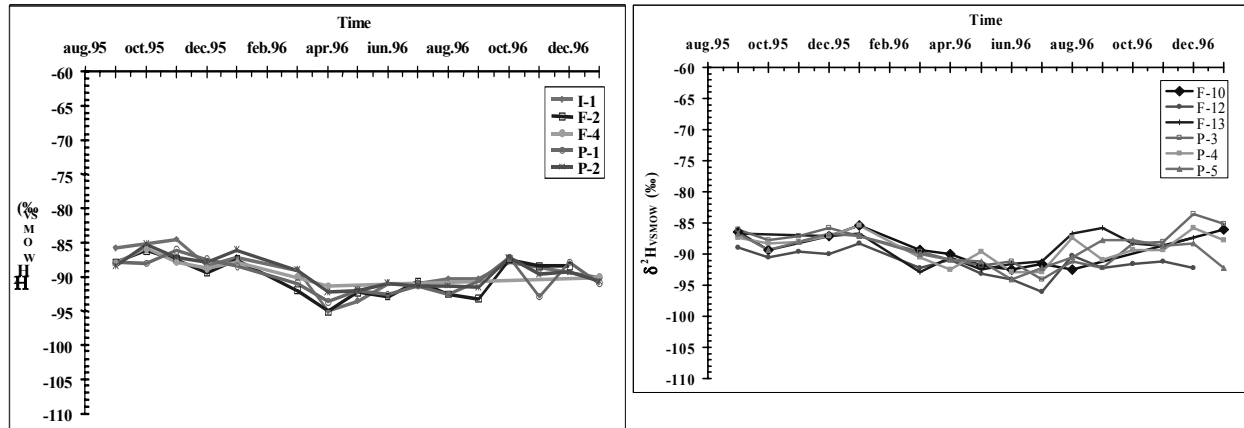 Time
aug.95 oct.95 dec.95 feb.96 apr.96 iun.96 aug.96 oct.96 dec.96
-60
-65
-70
-75
-80
-85
-90
-95
-100
-105
-110
I-1
F-2
F-4
P-1
P-2
Time
aug.95 oct.95 dec.95 feb.96 apr.96 iun.96 aug.96 oct.96 dec.96
-60
-65
-70
-75
-80
-85
-90
-95
-100
-105
-110
δ²H VSMOW (‰)
F-10
F-12
F-13
P-3
P-4
P-5